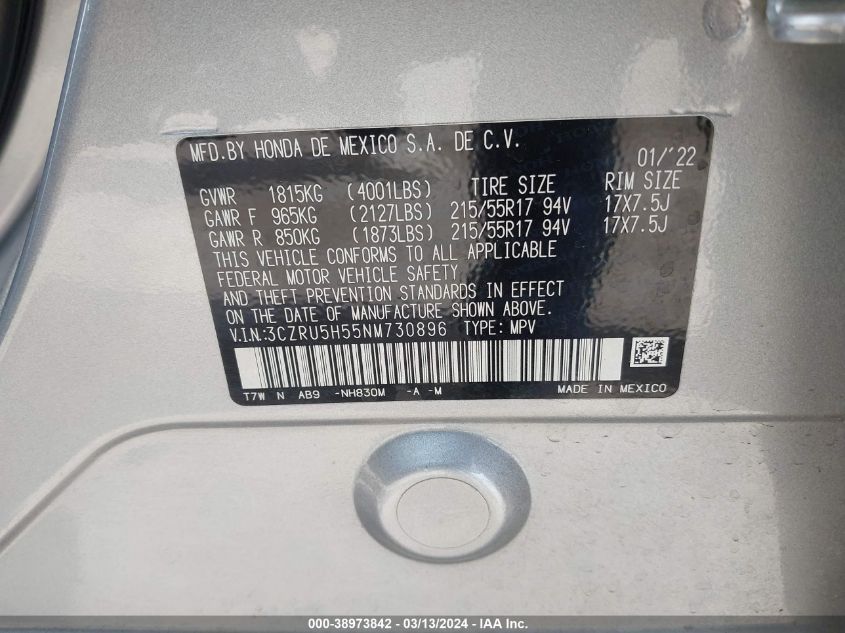 MFD.BY HONDA DE MEXICO S.A. DE C.V. 01/'22
GVWR 1815KG (4001LBS) TIRE SIZE RIM SIZE
GAWR F 965KG (2127LBS) 215/55R17 94V 17X7.5J
GAWR R 850KG (1873LBS) 215/55R17 94V 17X7.5J
THIS VEHICLE CONFORMS TO ALL APPLICABLE
FEDERAL MOTOR VEHICLE SAFETY
AND THEFT PREVENTION STANDARDS IN EFFECT
ON THE DATE OF MANUFACTURE SHOWN ABOVE.
V.I.N:3CZRU5H55NM730896 TYPE: MPV
T7W N AB9 -NH830M -A -M MADE IN MEXICO
000-38973842 - 03/13/2024 - IAA Inc.